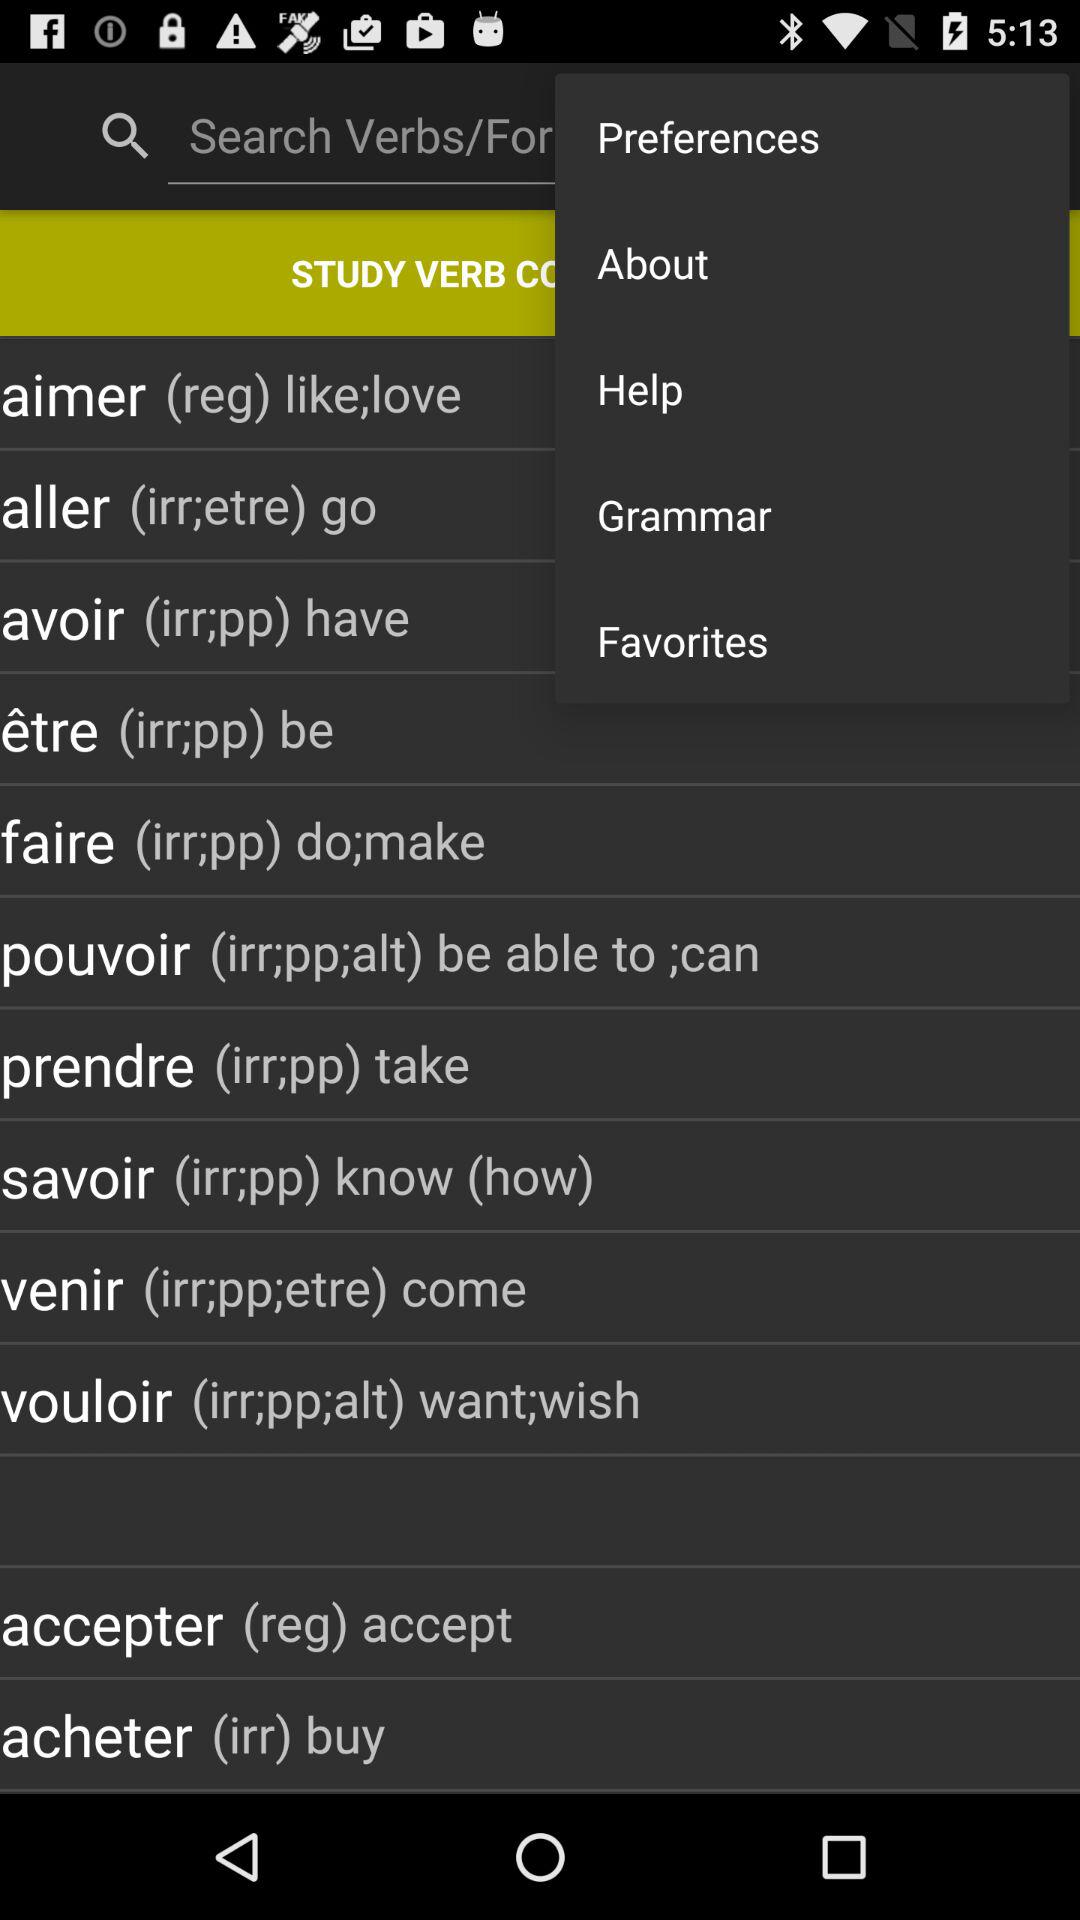 FAKE
5:13
Search Verbs/For
Preferences
About
Help
Grammar
Favorites
STUDY VERB CO
aimer (reg) like;love
aller (irr;etre) go
avoir (irr;pp) have
être (irr;pp) be
faire (irr;pp) do;make
pouvoir (irr;pp;alt) be able to ;can
prendre (irr;pp) take
savoir (irr;pp) know (how)
venir (irr;pp;etre) come
vouloir (irr;pp;alt) want;wish
accepter (reg) accept
acheter (irr) buy